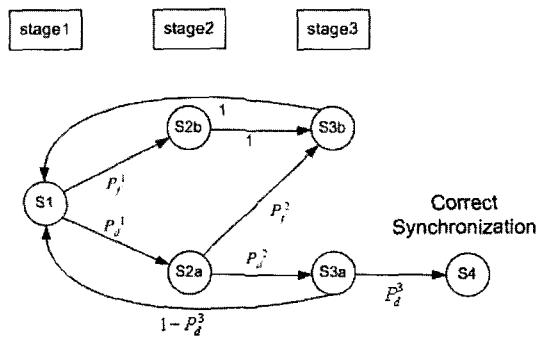 stage1 stage2 stage3
1
S2b
1
S3b
P_f^1
S1
P_f^2
Correct
Synchronization
P_d^1
S2a
P_d^2
S3a
P_d^3
S4
1 - P_d^3